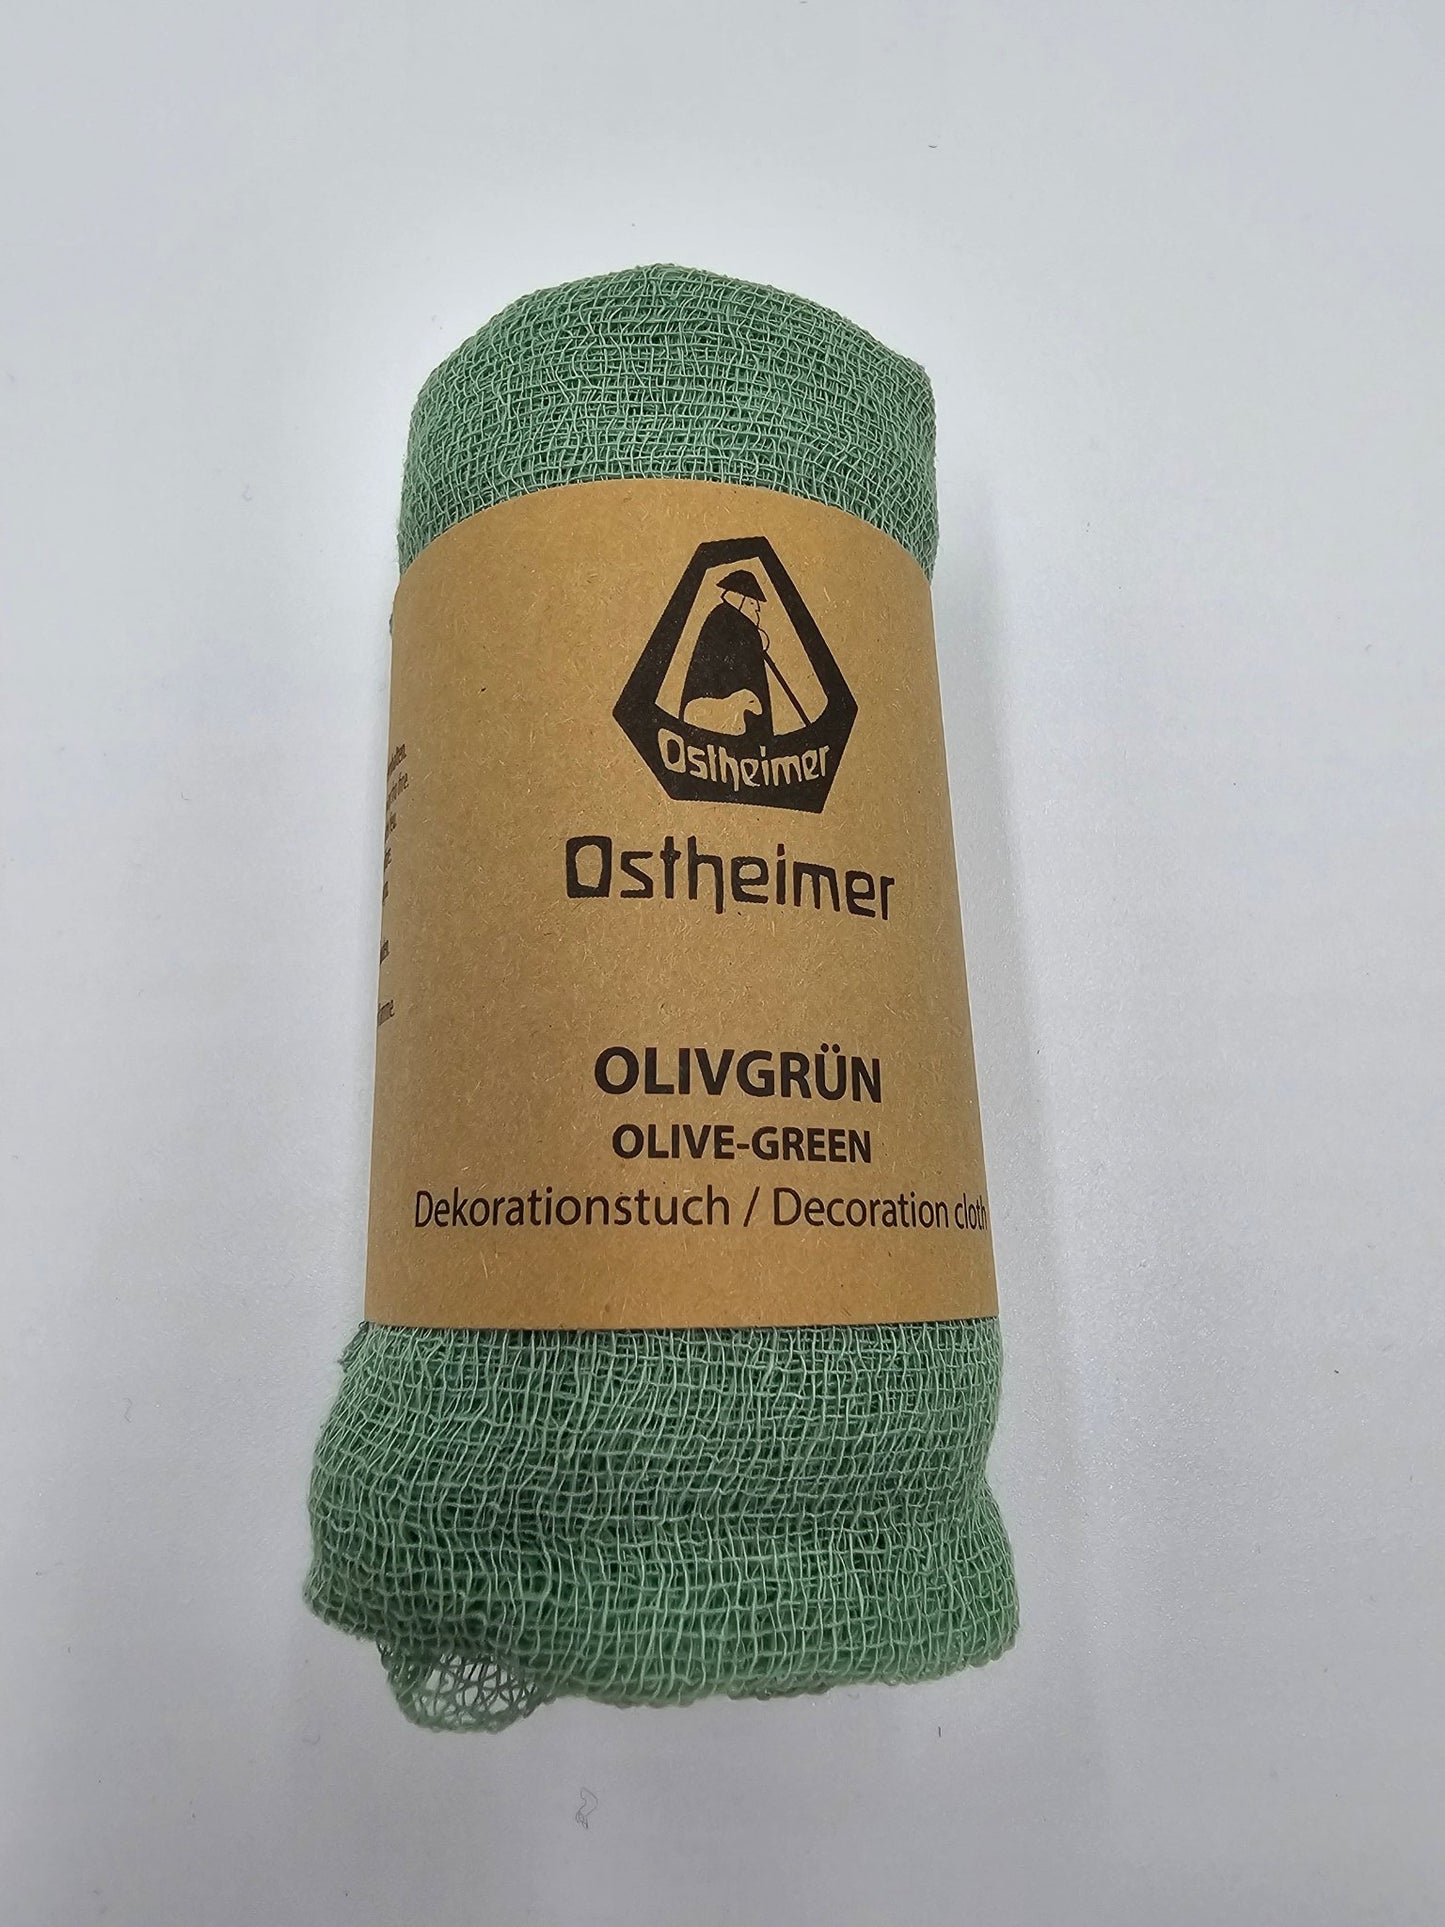 Ostheimer
Ostheimer
OLIVGRÜN
OLIVE-GREEN
Dekorationstuch / Decoration cloth